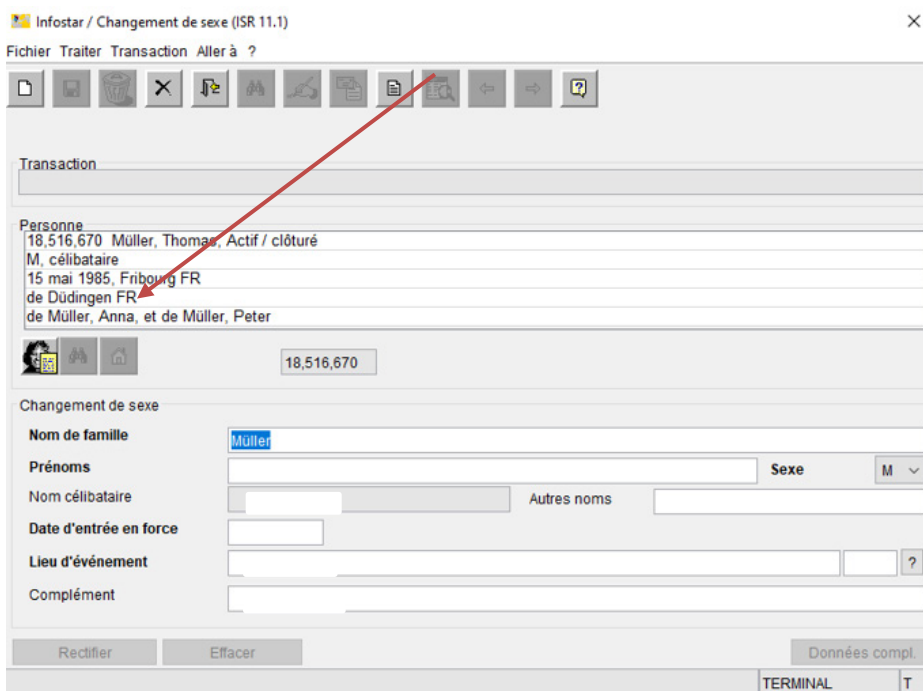 Infostar / Changement de sexe (ISR 11.1)
Fichier Traiter Transaction Aller à ?
Transaction
Personne
18,516,670 Müller, Thomas, Actif / clôturé
M, célibataire
15 mai 1985, Fribourg FR
de Düdingen FR
de Müller, Anna, et de Müller, Peter
18,516,670
Changement de sexe
Nom de famille Müller
Prénoms Sexe M
Nom célibataire Autres noms
Date d'entrée en force
Lieu d'événement ?
Complément
Rectifier Effacer Données compl.
TERMINAL T